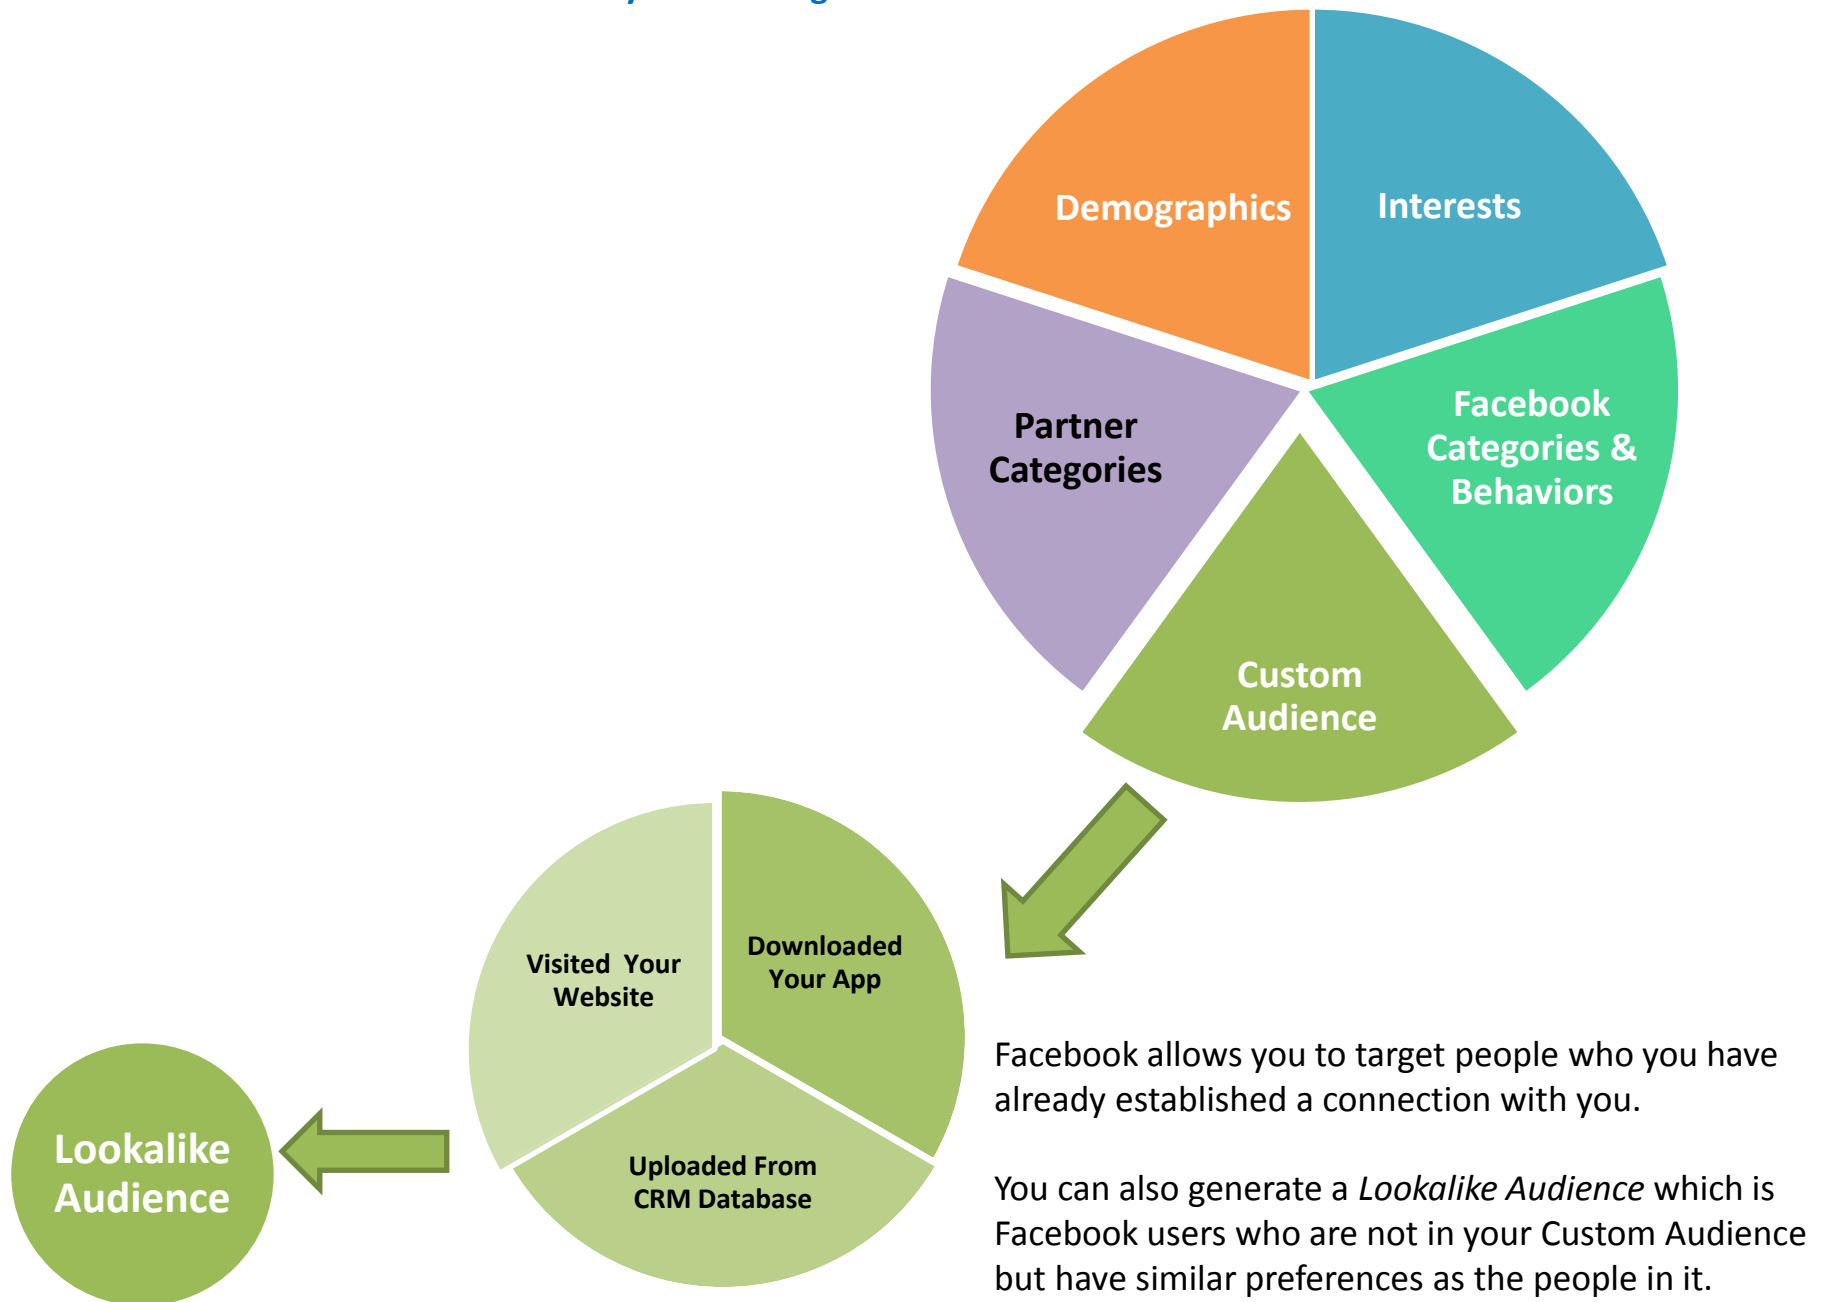 Demographics
Interests
Partner
Categories
Facebook
Categories &
Behaviors
Custom
Audience
Visited Your
Website
Downloaded
Your App
Uploaded From
CRM Database
Lookalike
Audience
Facebook allows you to target people who you have
already established a connection with you.
You can also generate a Lookalike Audience which is
Facebook users who are not in your Custom Audience
but have similar preferences as the people in it.